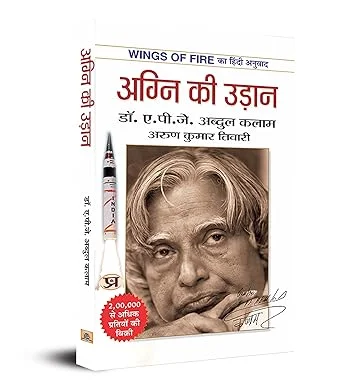 WINGS OF FIRE का हिंदी अनुवाद
अग्नि की उड़ान
डॉ. ए.पी.जे. अब्दुल कलाम
अरुण कुमार तिवारी
2,00,000
से अधिक
प्रतियों की
बिक्री
अग्नि की उड़ान
INDIA
डॉ. ए.पी.जे. अब्दुल कलाम
प्र